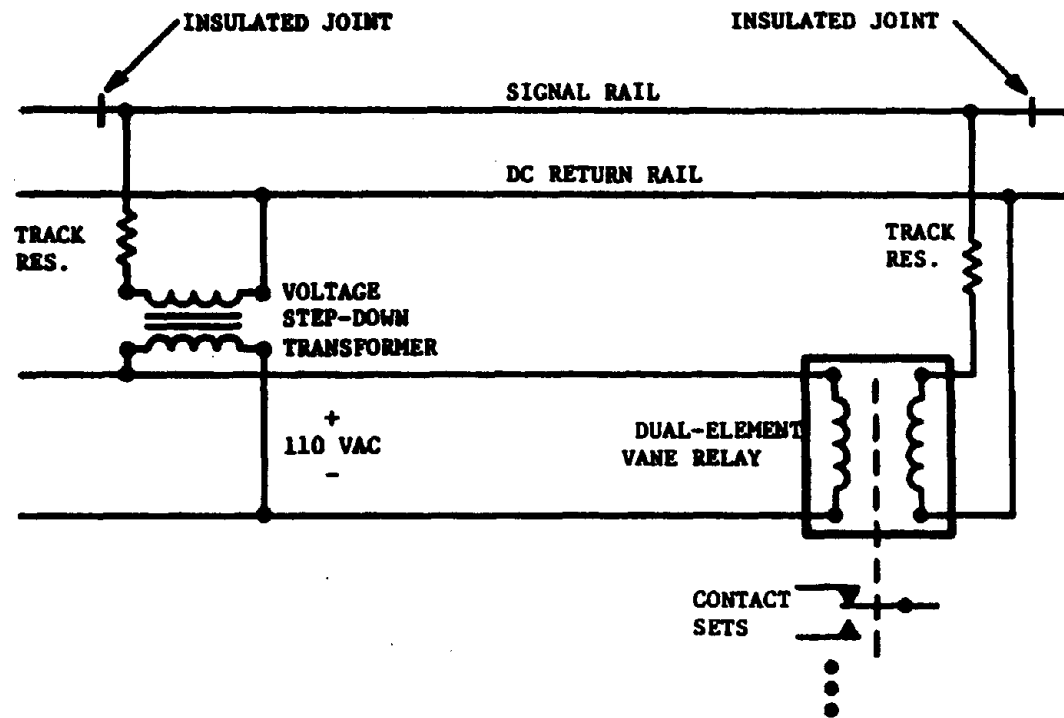 INSULATED JOINT
INSULATED JOINT
SIGNAL RAIL
DC RETURN RAIL
TRACK
RES.
TRACK
RES.
VOLTAGE
STEP-DOWN
TRANSFORMER
+
110 VAC
-
DUAL-ELEMENT
VANE RELAY
CONTACT
SETS